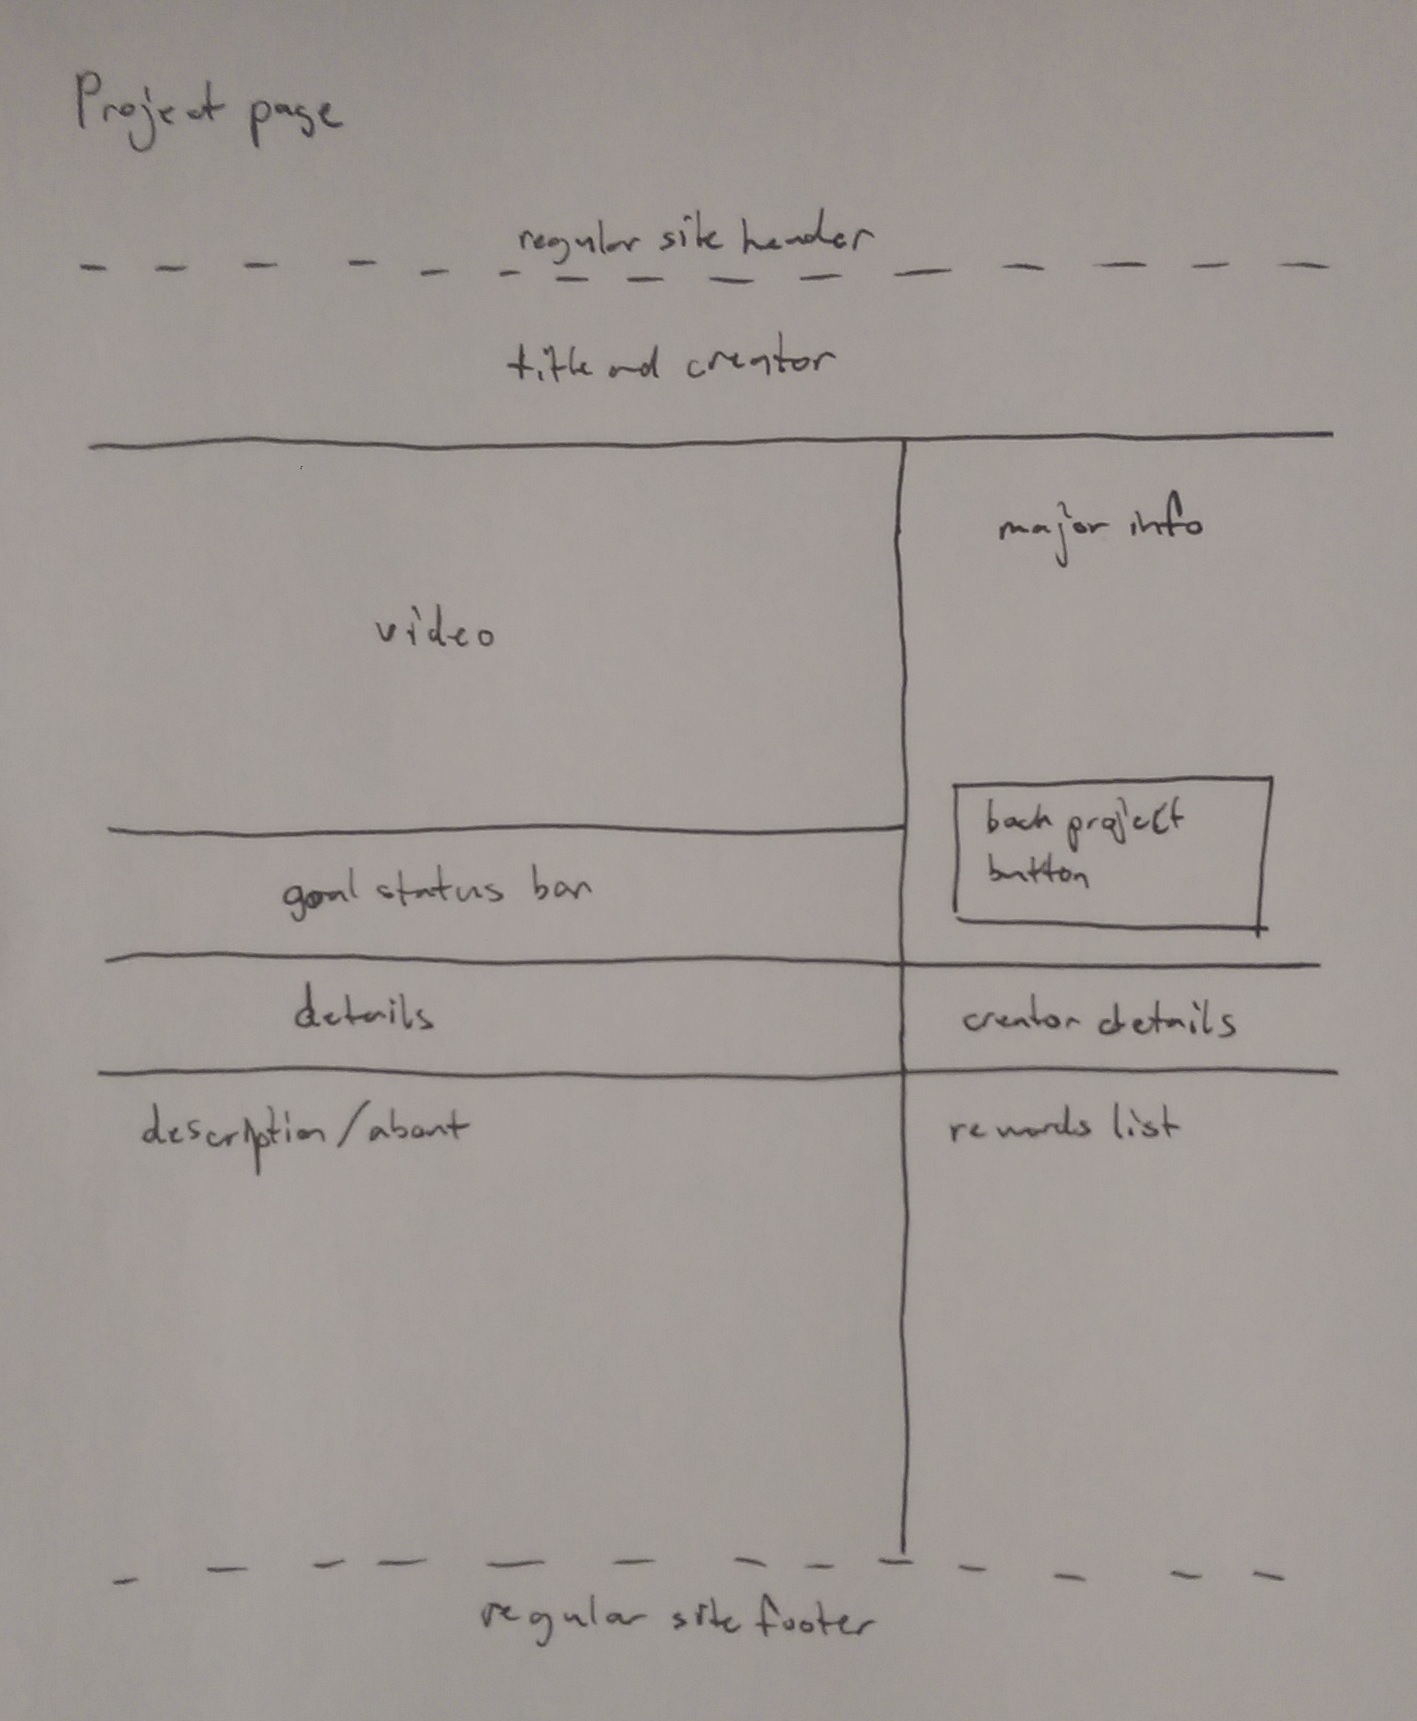 Project page
regular site header
title and creator
major info
video
back project
button
goal status bar
details
creator details
description/about
rewards list
regular site footer